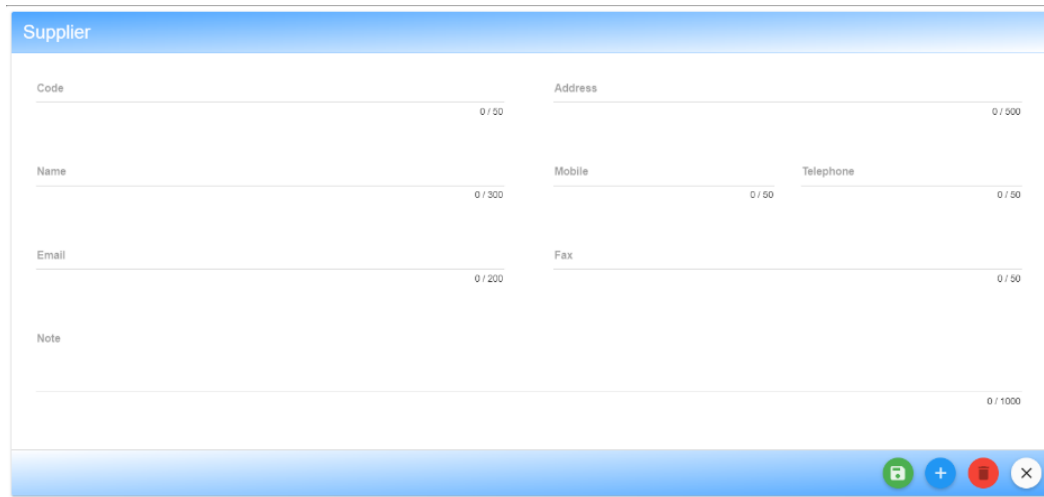 Supplier
Code
0 / 50
Address
0 / 500
Name
0 / 300
Mobile
0 / 50
Telephone
0 / 50
Email
0 / 200
Fax
0 / 50
Note
0 / 1000